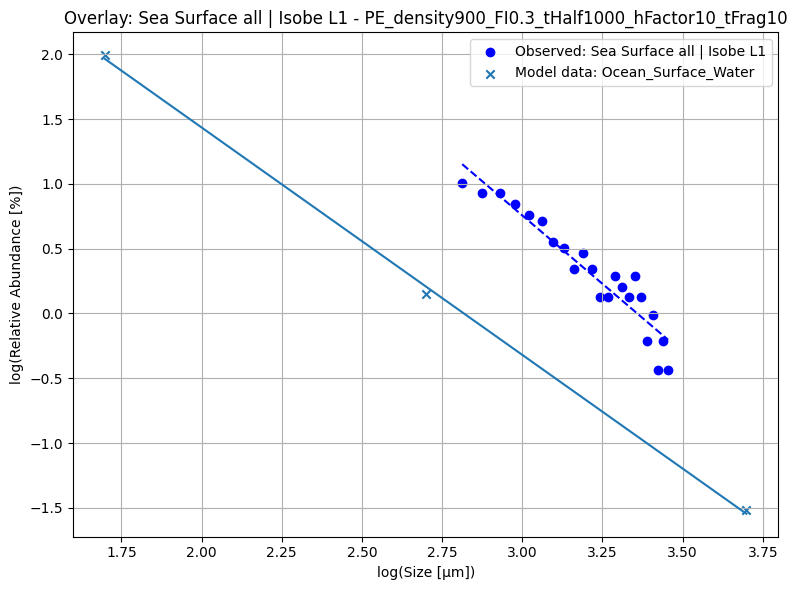 Overlay: Sea Surface all | Isobe L1 - PE_density900_FI0.3_tHalf1000_hFactor10_tFrag10
Observed: Sea Surface all | Isobe L1
Model data: Ocean_Surface_Water
log(Relative Abundance [%])
2.0
1.5
1.0
0.5
0.0
−0.5
−1.0
−1.5
1.75 2.00 2.25 2.50 2.75 3.00 3.25 3.50 3.75
log(Size [μm])